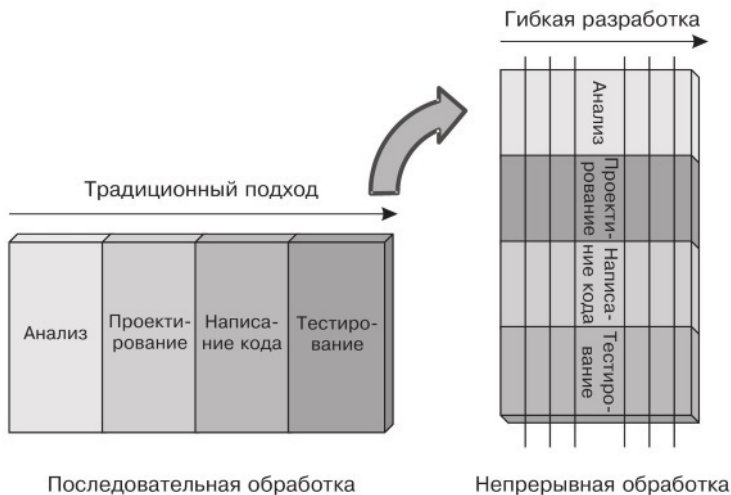 Гибкая разработка
Традиционный подход
Анализ
Проекти-
рование
Написа-
ние кода
Тестиро-
вание
Последовательная обработка
Анализ
Проекти-
рование
Написа-
ние кода
Тестиро-
вание
Непрерывная обработка